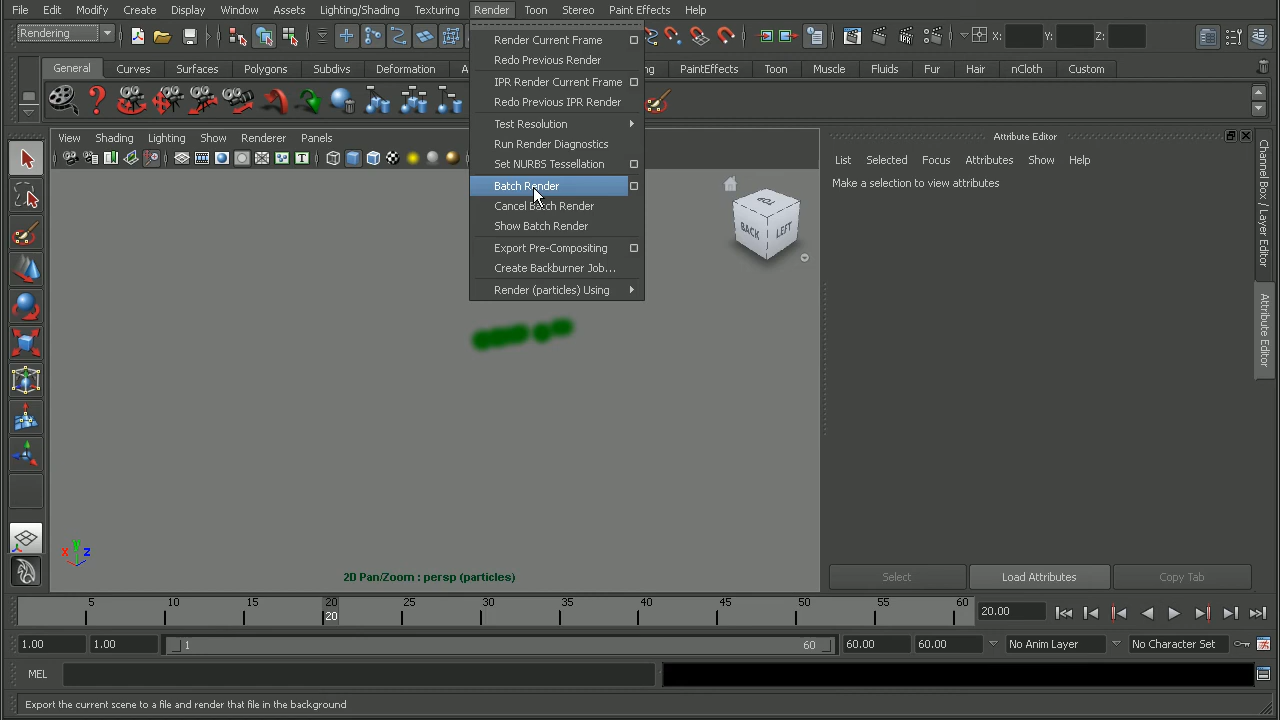 File Edit Modify Create Display Window Assets Lighting/Shading Texturing Render Toon Stereo Paint Effects Help
Rendering X: Y: Z:
General Curves Surfaces Polygons Subdivs Deformation PaintEffects Toon Muscle Fluids Fur Hair nCloth Custom
Render Current Frame
Redo Previous Render
IPR Render Current Frame
Redo Previous IPR Render
Test Resolution
Run Render Diagnostics
Set NURBS Tessellation
Batch Render
Cancel Batch Render
Show Batch Render
Export Pre-Compositing
Create Backburner Job...
Render (particles) Using
View Shading Lighting Show Renderer Panels
TOP
BACK LEFT
X Y Z
2D Pan/Zoom : persp (particles)
Attribute Editor
List Selected Focus Attributes Show Help
Make a selection to view attributes
Select Load Attributes Copy Tab
Channel Box / Layer Editor
Attribute Editor
5 10 15 20 25 30 35 40 45 50 55 60
20 20.00
1.00 1.00 1 60 60.00 60.00 No Anim Layer No Character Set
MEL
Export the current scene to a file and render that file in the background